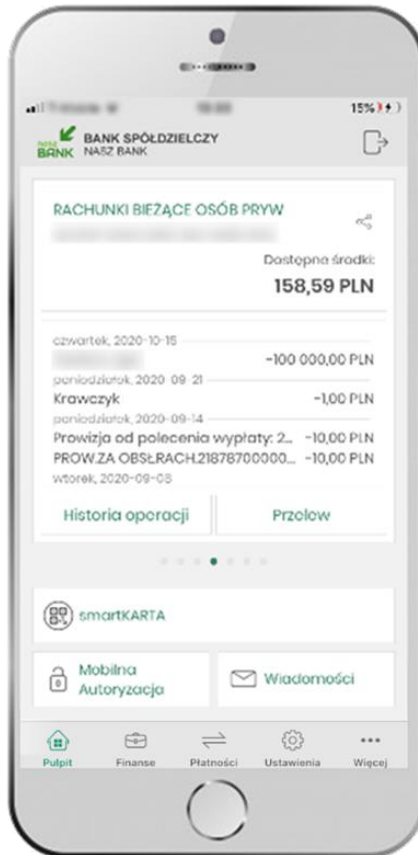 15%
NASZ BANK
BANK SPÓŁDZIELCZY
NASZ BANK
RACHUNKI BIEŻĄCE OSÓB PRYW
Dostępne środki:
158,59 PLN
czwartek, 2020-10-15
-100 000,00 PLN
poniedziałek, 2020-09-21
Krawczyk -1,00 PLN
poniedziałek, 2020-09-14
Prowizja od polecenia wypłaty: 2... -10,00 PLN
PROW.ZA OBSŁ.RACH.21878700000... -10,00 PLN
wtorek, 2020-09-08
Historia operacji Przelew
smartKARTA
Mobilna Autoryzacja
Wiadomości
Pulpit Finanse Płatności Ustawienia Więcej